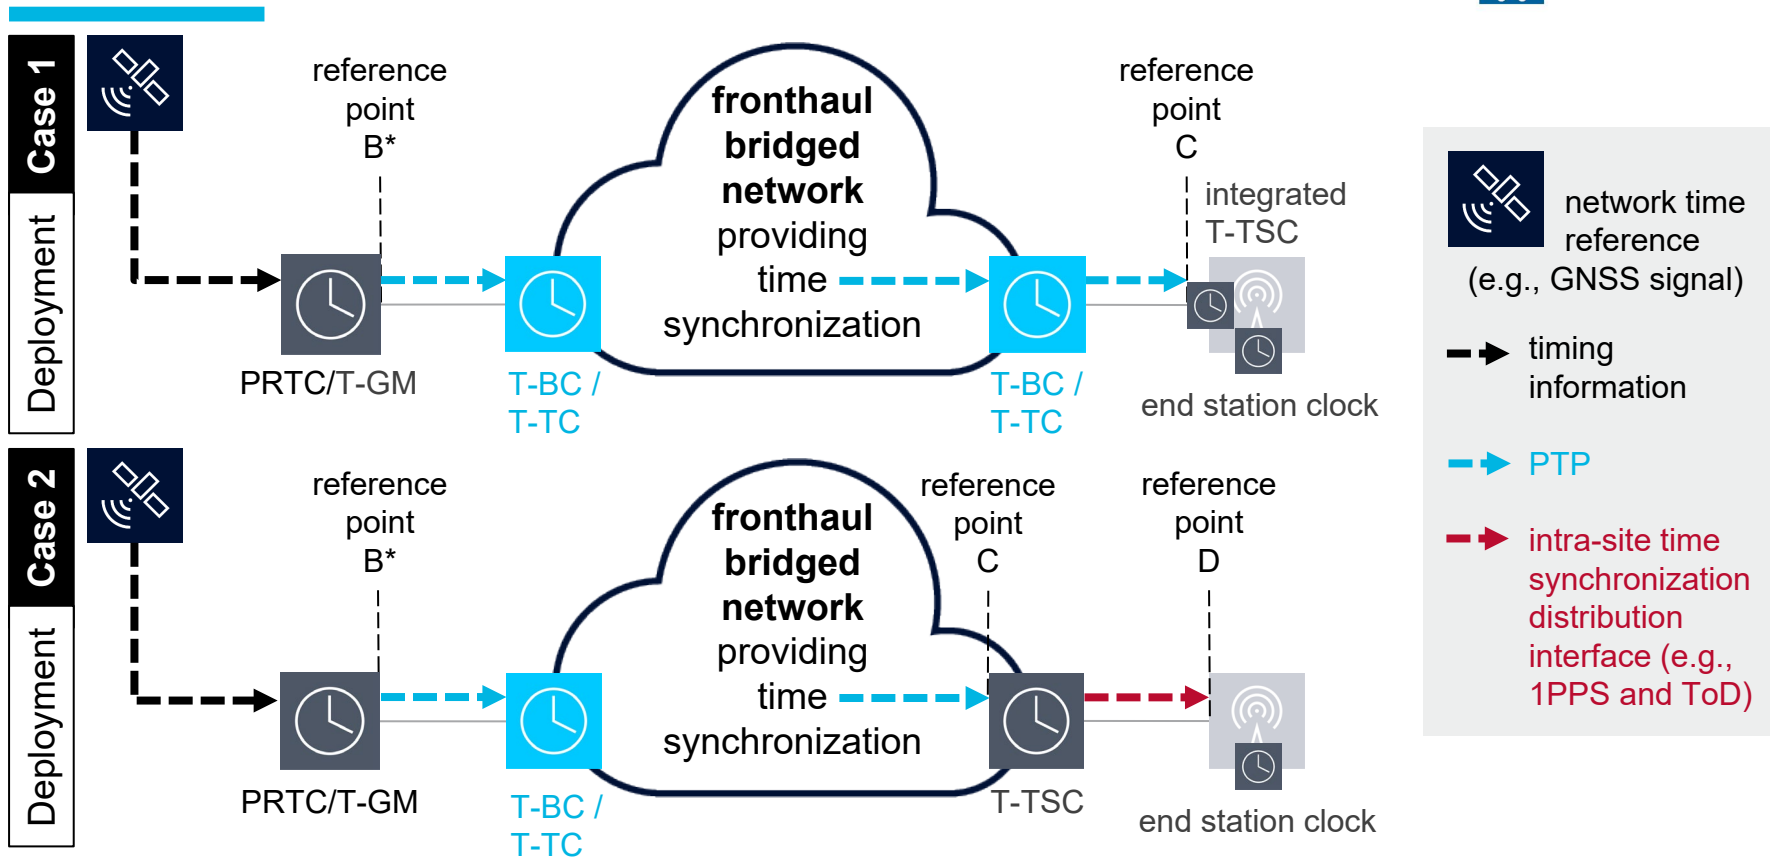 Case 1
Deployment
reference
point
B*
fronthaul
bridged
network
providing
time
synchronization
reference
point
C
integrated
T-TSC
PRTC/T-GM
T-BC /
T-TC
T-BC /
T-TC
end station clock
Case 2
Deployment
reference
point
B*
fronthaul
bridged
network
providing
time
synchronization
reference
point
C
reference
point
D
PRTC/T-GM
T-BC /
T-TC
T-TSC
end station clock
network time
reference
(e.g., GNSS signal)
timing
information
PTP
intra-site time
synchronization
distribution
interface (e.g.,
1PPS and ToD)